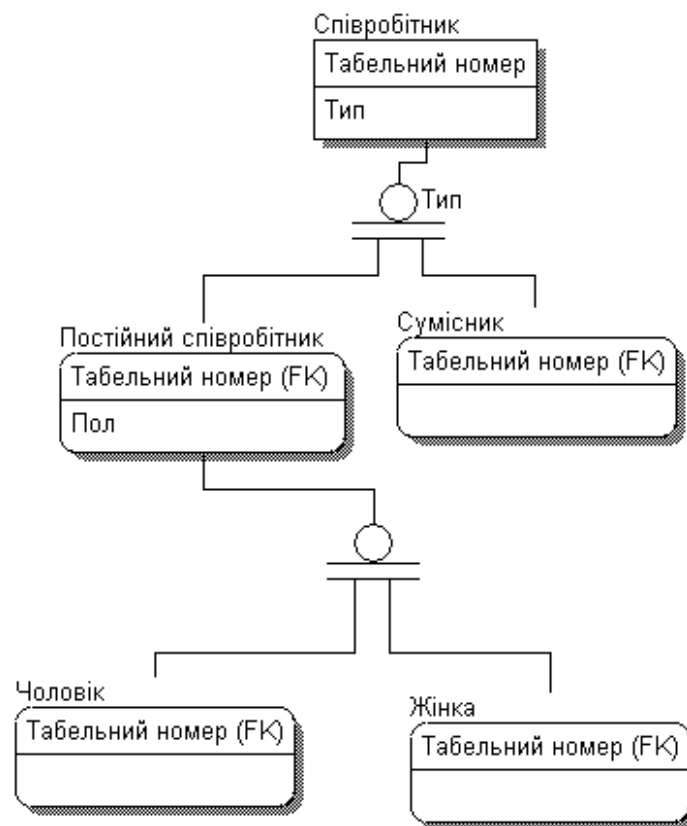 Співробітник
Табельний номер
Тип
Тип
Постійний співробітник
Табельний номер (FK)
Пол
Сумісник
Табельний номер (FK)
Чоловік
Табельний номер (FK)
Жінка
Табельний номер (FK)